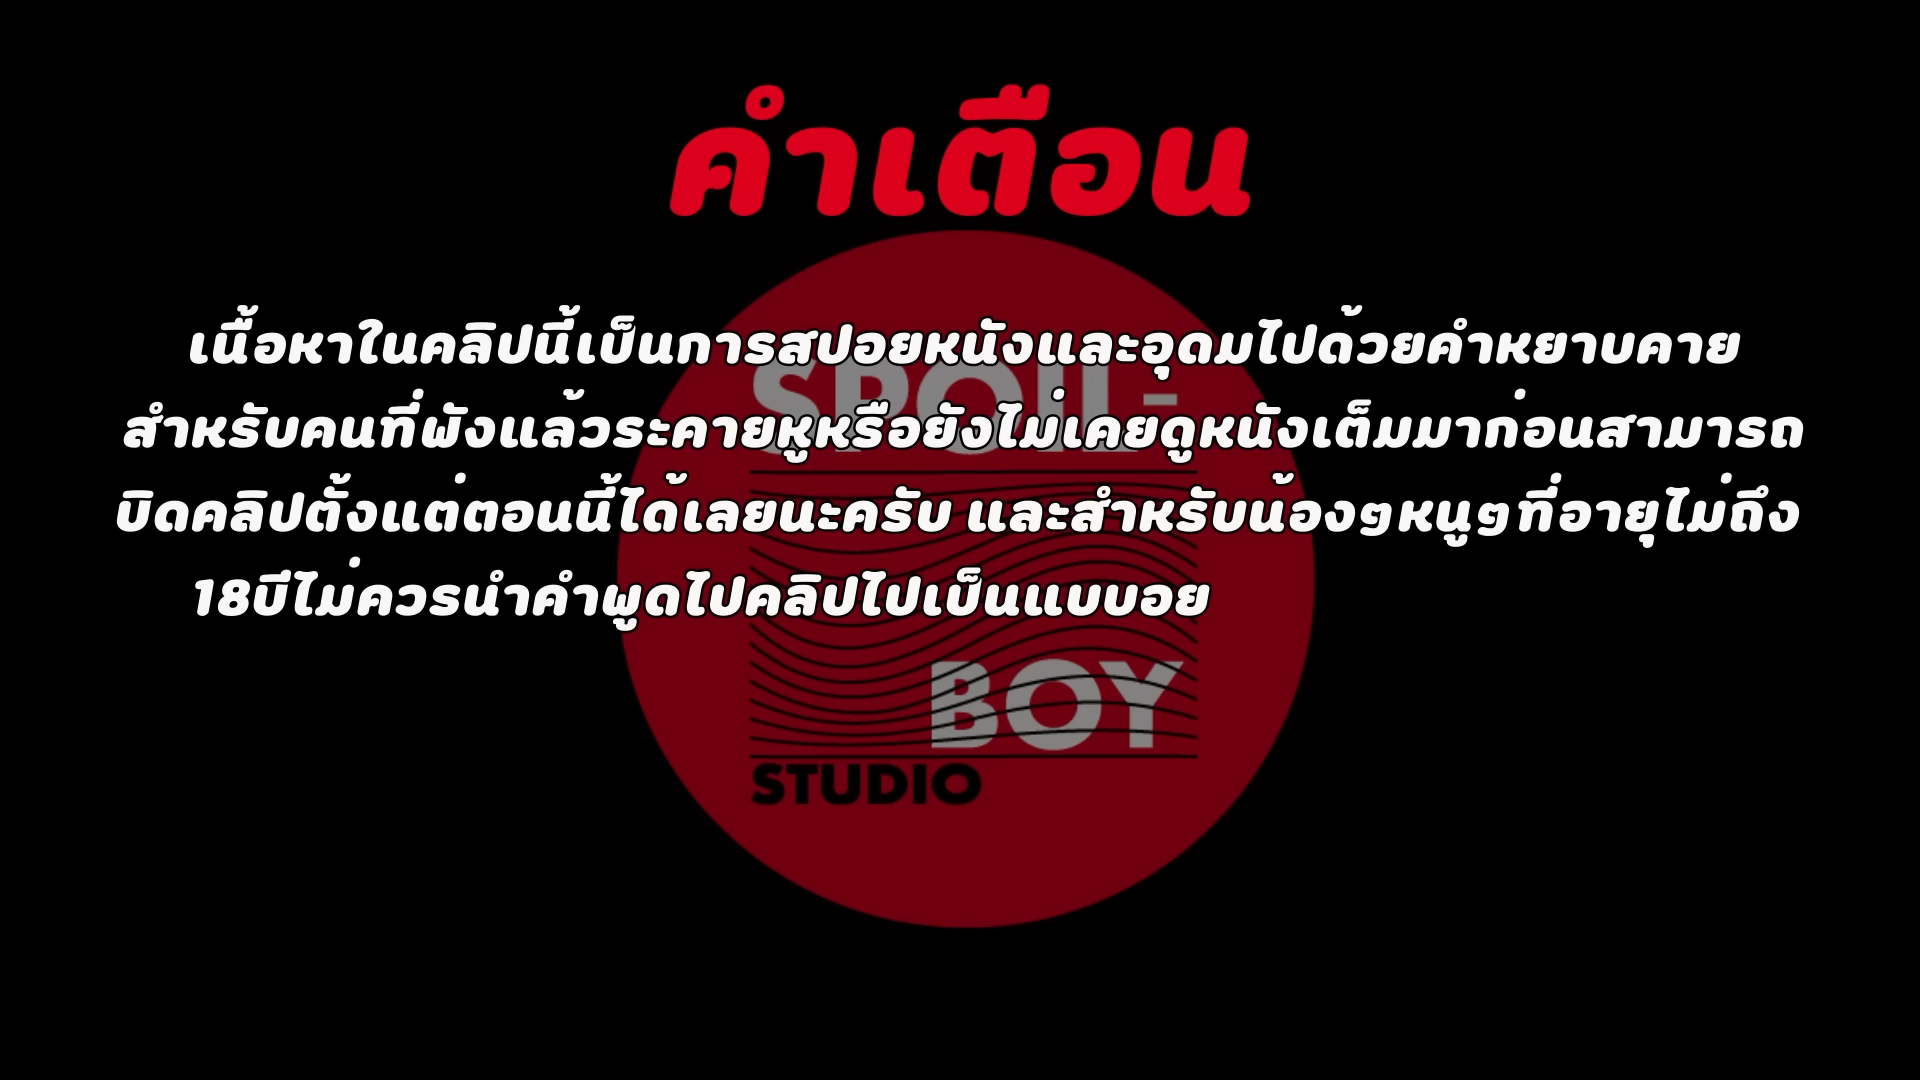 คำเตือน
เนื้อหาในคลิปนี้เป็นการสปอยหนังและอุดมไปด้วยคำหยาบคาย
SPOIL-
สำหรับคนที่ฟังแล้วระคายหูหรือยังไม่เคยดูหนังเต็มมาก่อนสามารถ
ปิดคลิปตั้งแต่ตอนนี้ได้เลยนะครับ และสำหรับน้องๆหนูๆที่อายุไม่ถึง
18ปีไม่ควรนำคำพูดไปคลิปไปเป็นแบบอย
BOY
STUDIO